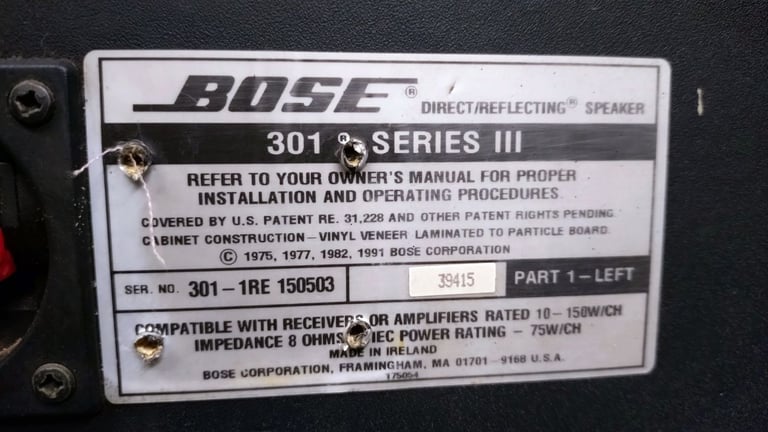 BOSE® DIRECT/REFLECTING® SPEAKER
301® SERIES III
REFER TO YOUR OWNER'S MANUAL FOR PROPER
INSTALLATION AND OPERATING PROCEDURES.
COVERED BY U.S. PATENT RE. 31,228 AND OTHER PATENT RIGHTS PENDING.
CABINET CONSTRUCTION – VINYL VENEER LAMINATED TO PARTICLE BOARD.
© 1975, 1977, 1982, 1991 BOSE CORPORATION
SER. NO. 301-1RE 150503 39415 PART 1-LEFT
COMPATIBLE WITH RECEIVERS OR AMPLIFIERS RATED 10-150W/CH
IMPEDANCE 8 OHMS, IEC POWER RATING - 75W/CH
MADE IN IRELAND
BOSE CORPORATION, FRAMINGHAM, MA 01701-9168 U.S.A.
175054